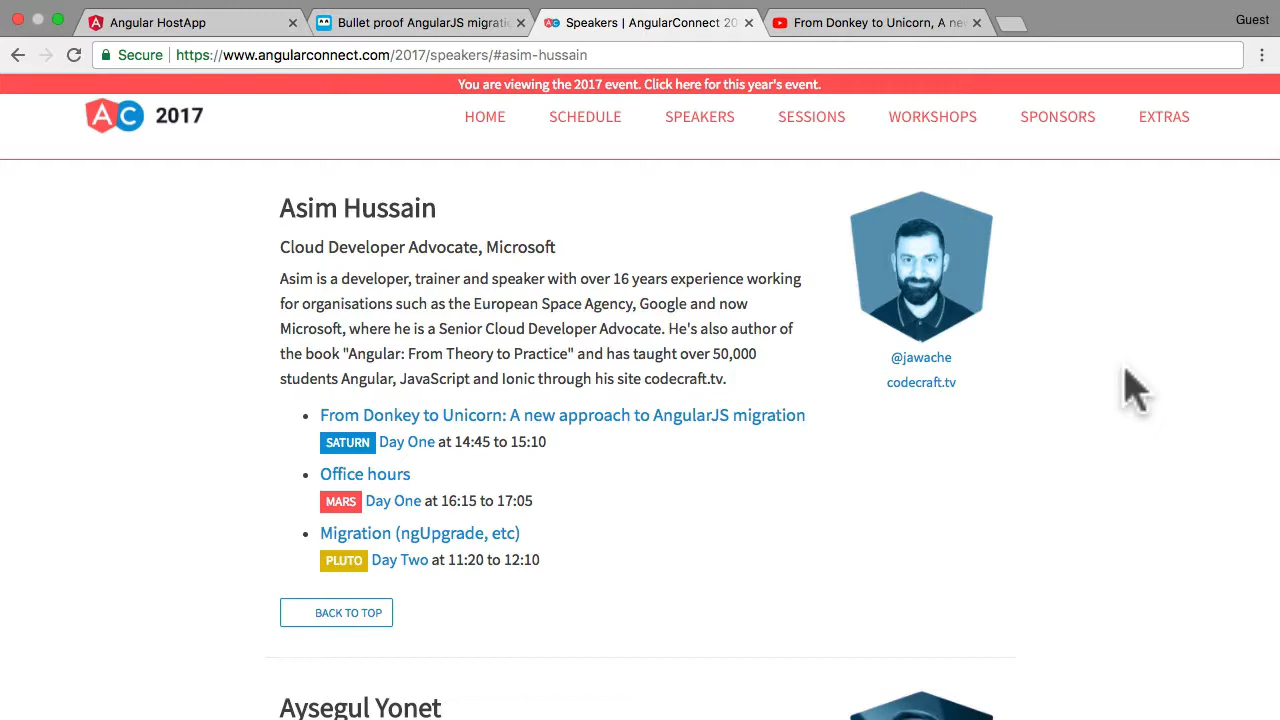 Angular HostApp
Bullet proof AngularJS migrati
Speakers | AngularConnect 20
From Donkey to Unicorn, A ne
Guest
Secure
https://www.angularconnect.com/2017/speakers/#asim-hussain
You are viewing the 2017 event. Click here for this year's event.
AC 2017
HOME
SCHEDULE
SPEAKERS
SESSIONS
WORKSHOPS
SPONSORS
EXTRAS
Asim Hussain
Cloud Developer Advocate, Microsoft
Asim is a developer, trainer and speaker with over 16 years experience working
for organisations such as the European Space Agency, Google and now
Microsoft, where he is a Senior Cloud Developer Advocate. He's also author of
the book "Angular: From Theory to Practice" and has taught over 50,000
students Angular, JavaScript and Ionic through his site codecraft.tv.
@jawache
codecraft.tv
• From Donkey to Unicorn: A new approach to AngularJS migration
SATURN Day One at 14:45 to 15:10
• Office hours
MARS Day One at 16:15 to 17:05
• Migration (ngUpgrade, etc)
PLUTO Day Two at 11:20 to 12:10
BACK TO TOP
Aysegul Yonet